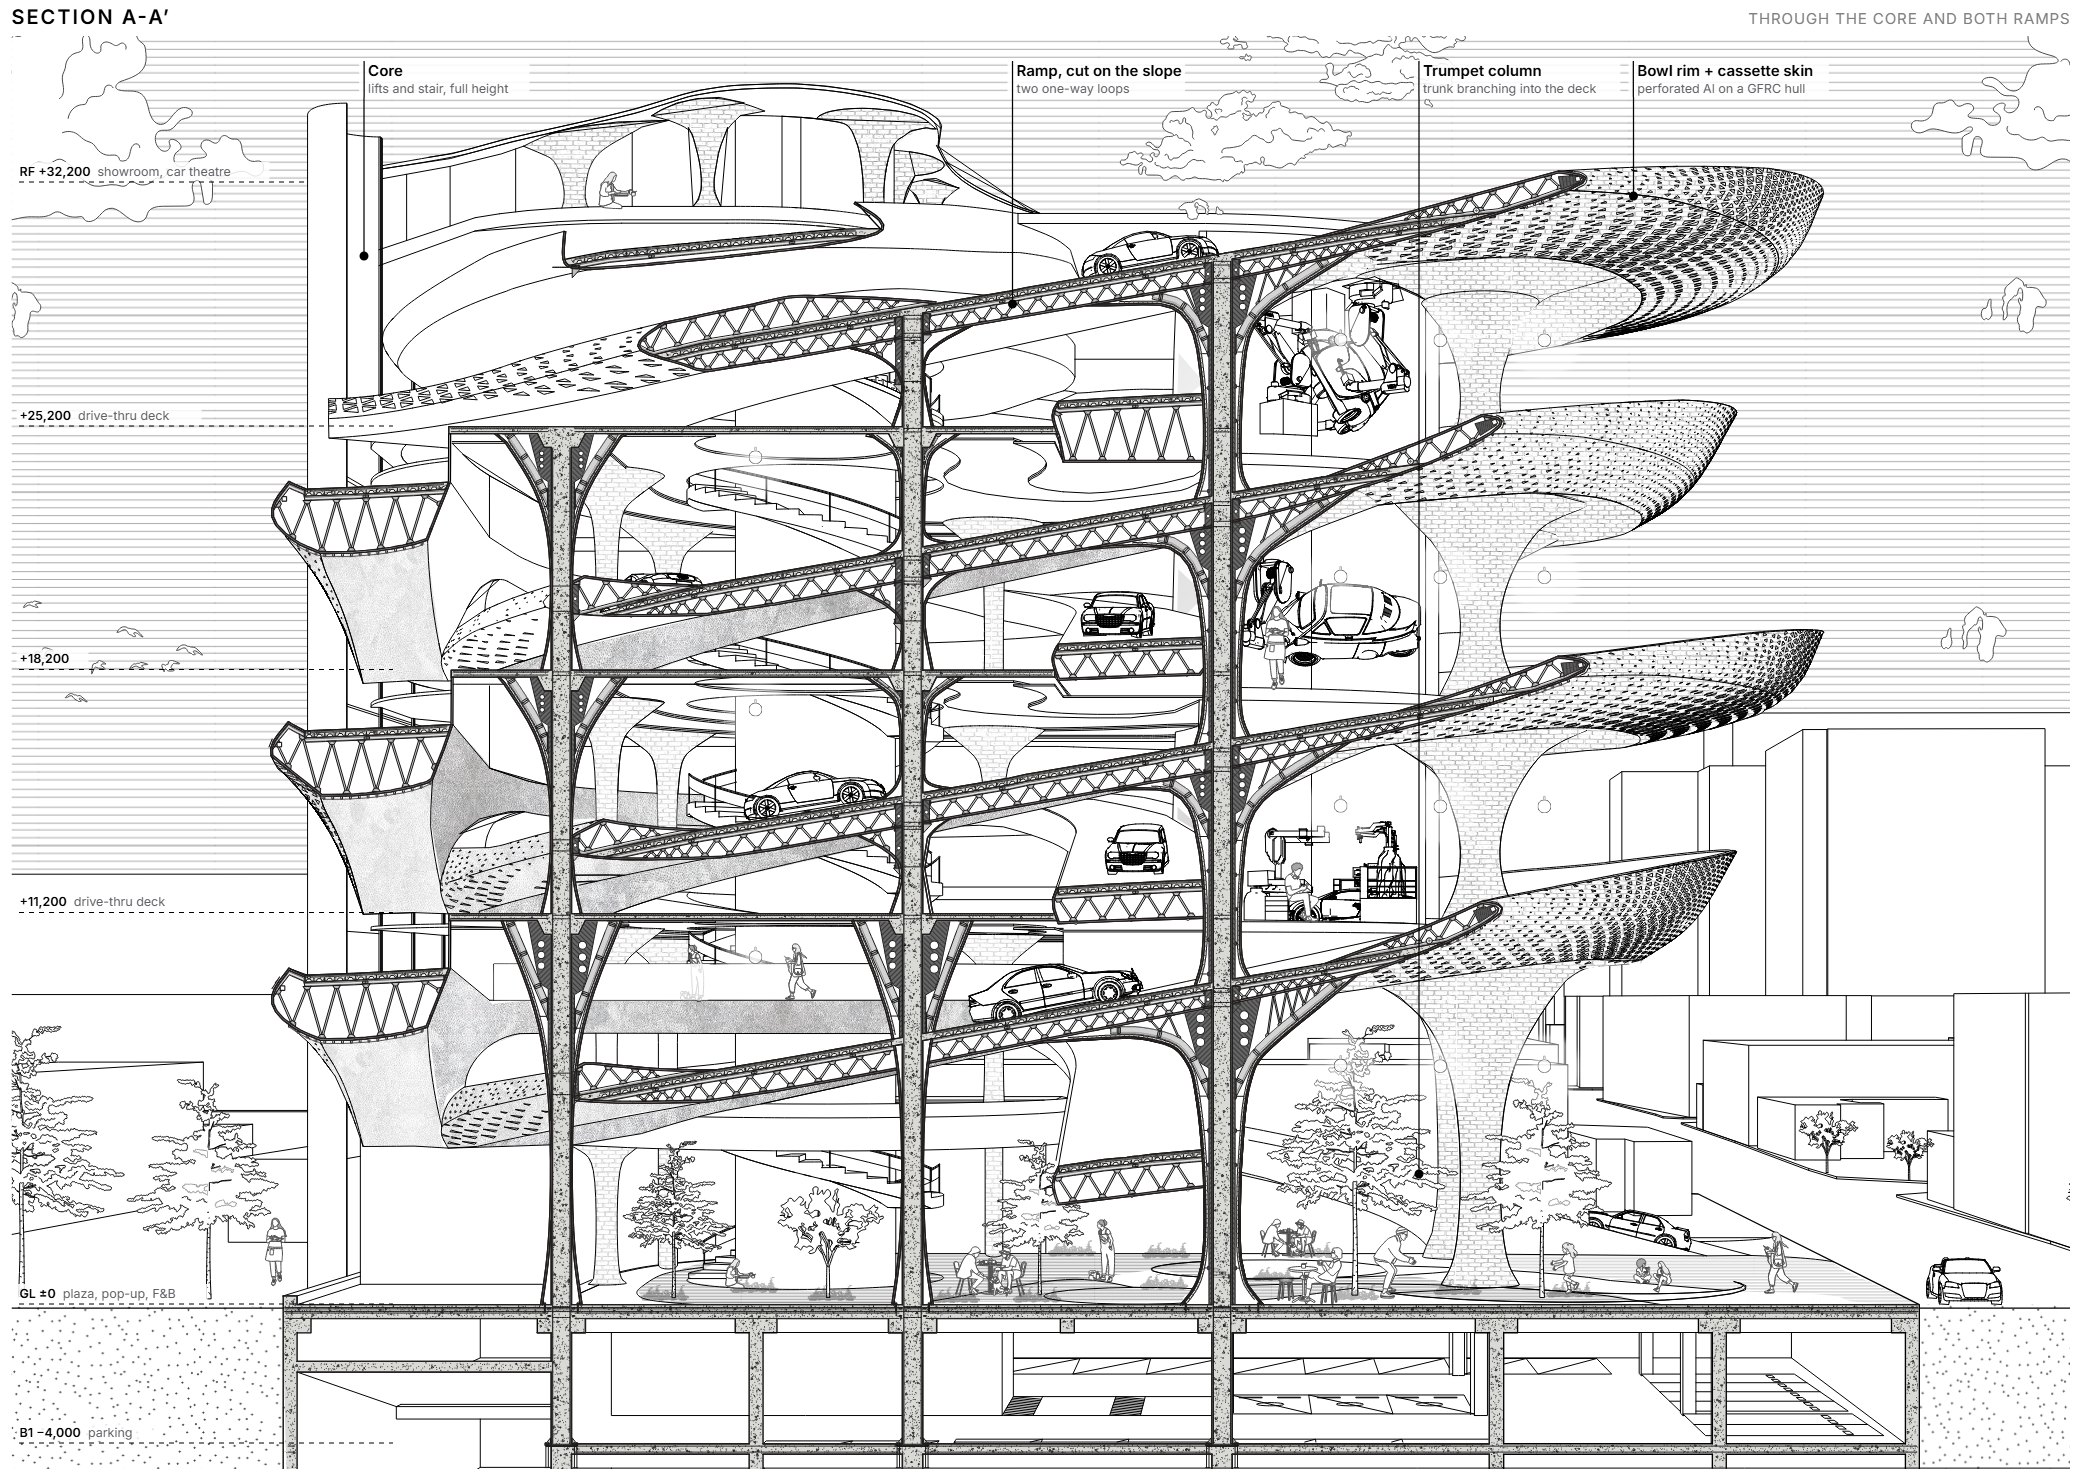 SECTION A-A′
THROUGH THE CORE AND BOTH RAMPS
Core
lifts and stair, full height
Ramp, cut on the slope
two one-way loops
Trumpet column
trunk branching into the deck
Bowl rim + cassette skin
perforated Al on a GFRC hull
RF +32,200 showroom, car theatre
+25,200 drive-thru deck
+18,200
+11,200 drive-thru deck
GL ±0 plaza, pop-up, F&B
B1 −4,000 parking